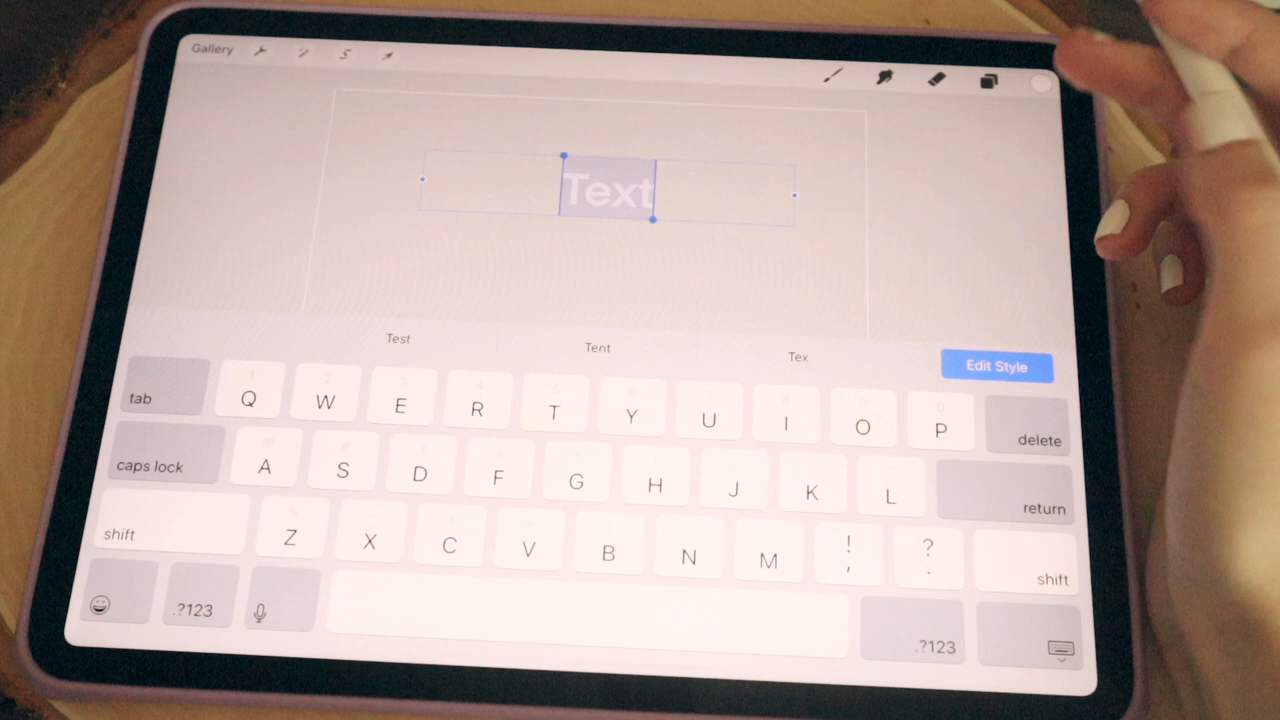 Gallery
Text
Test Tent Tex Edit Style
tab Q W E R T Y U I O P delete
caps lock A S D F G H J K L return
shift Z X C V B N M ! , ? . shift
.?123 .?123